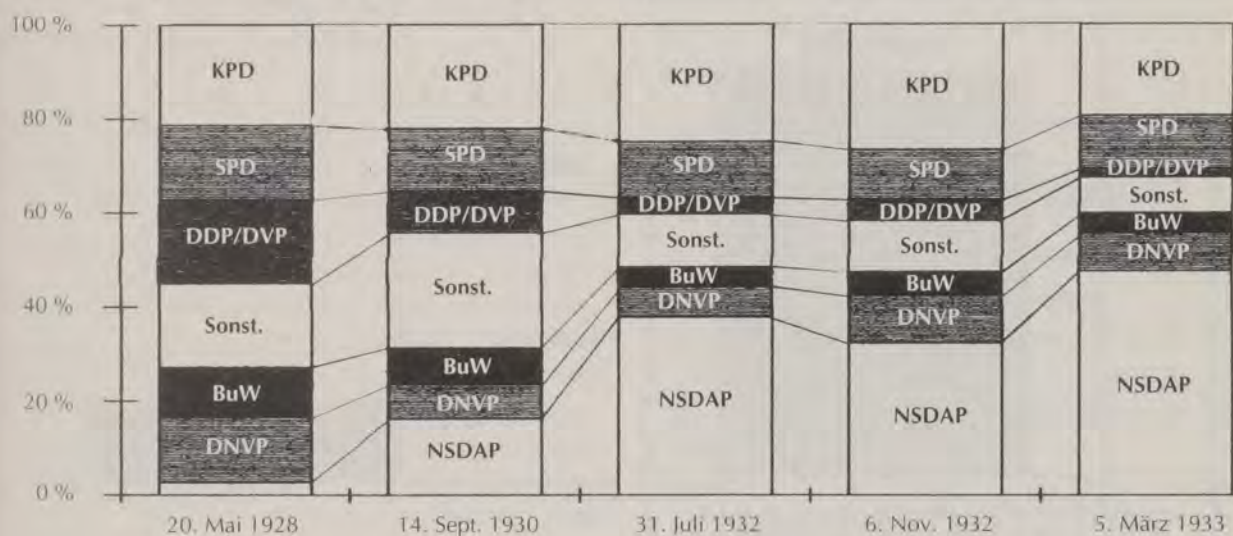 100 %
80 %
60 %
40 %
20 %
0 %
KPD
SPD
DDP/DVP
Sonst.
BuW
DNVP
20. Mai 1928
KPD
SPD
DDP/DVP
Sonst.
BuW
DNVP
NSDAP
14. Sept. 1930
KPD
SPD
DDP/DVP
Sonst.
BuW
DNVP
NSDAP
31. Juli 1932
KPD
SPD
DDP/DVP
Sonst.
BuW
DNVP
NSDAP
6. Nov. 1932
KPD
SPD
DDP/DVP
Sonst.
BuW
DNVP
NSDAP
5. März 1933